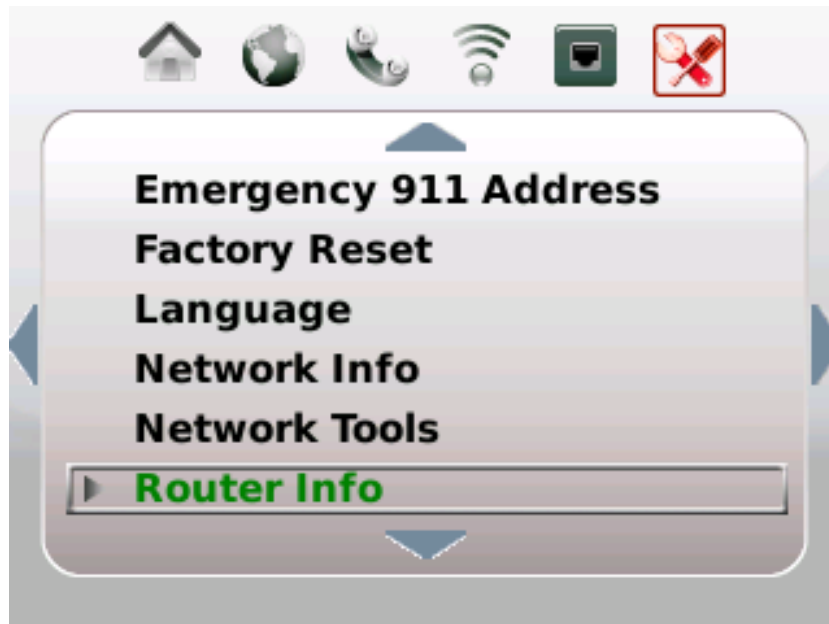 Emergency 911 Address
Factory Reset
Language
Network Info
Network Tools
Router Info